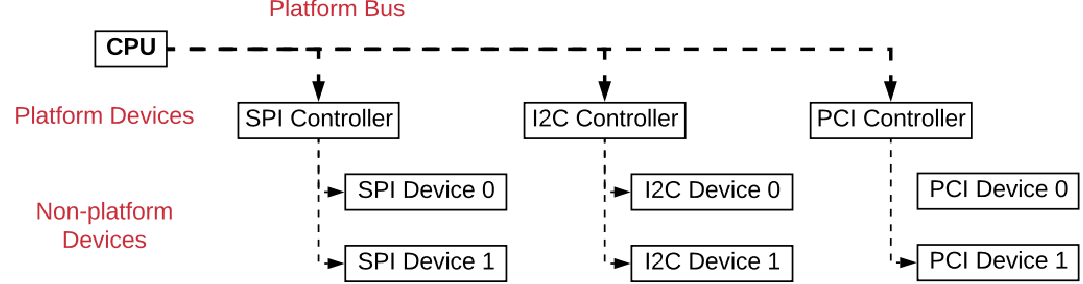 Platform Bus
CPU
Platform Devices
SPI Controller
I2C Controller
PCI Controller
SPI Device 0
I2C Device 0
PCI Device 0
Non-platform
Devices
SPI Device 1
I2C Device 1
PCI Device 1